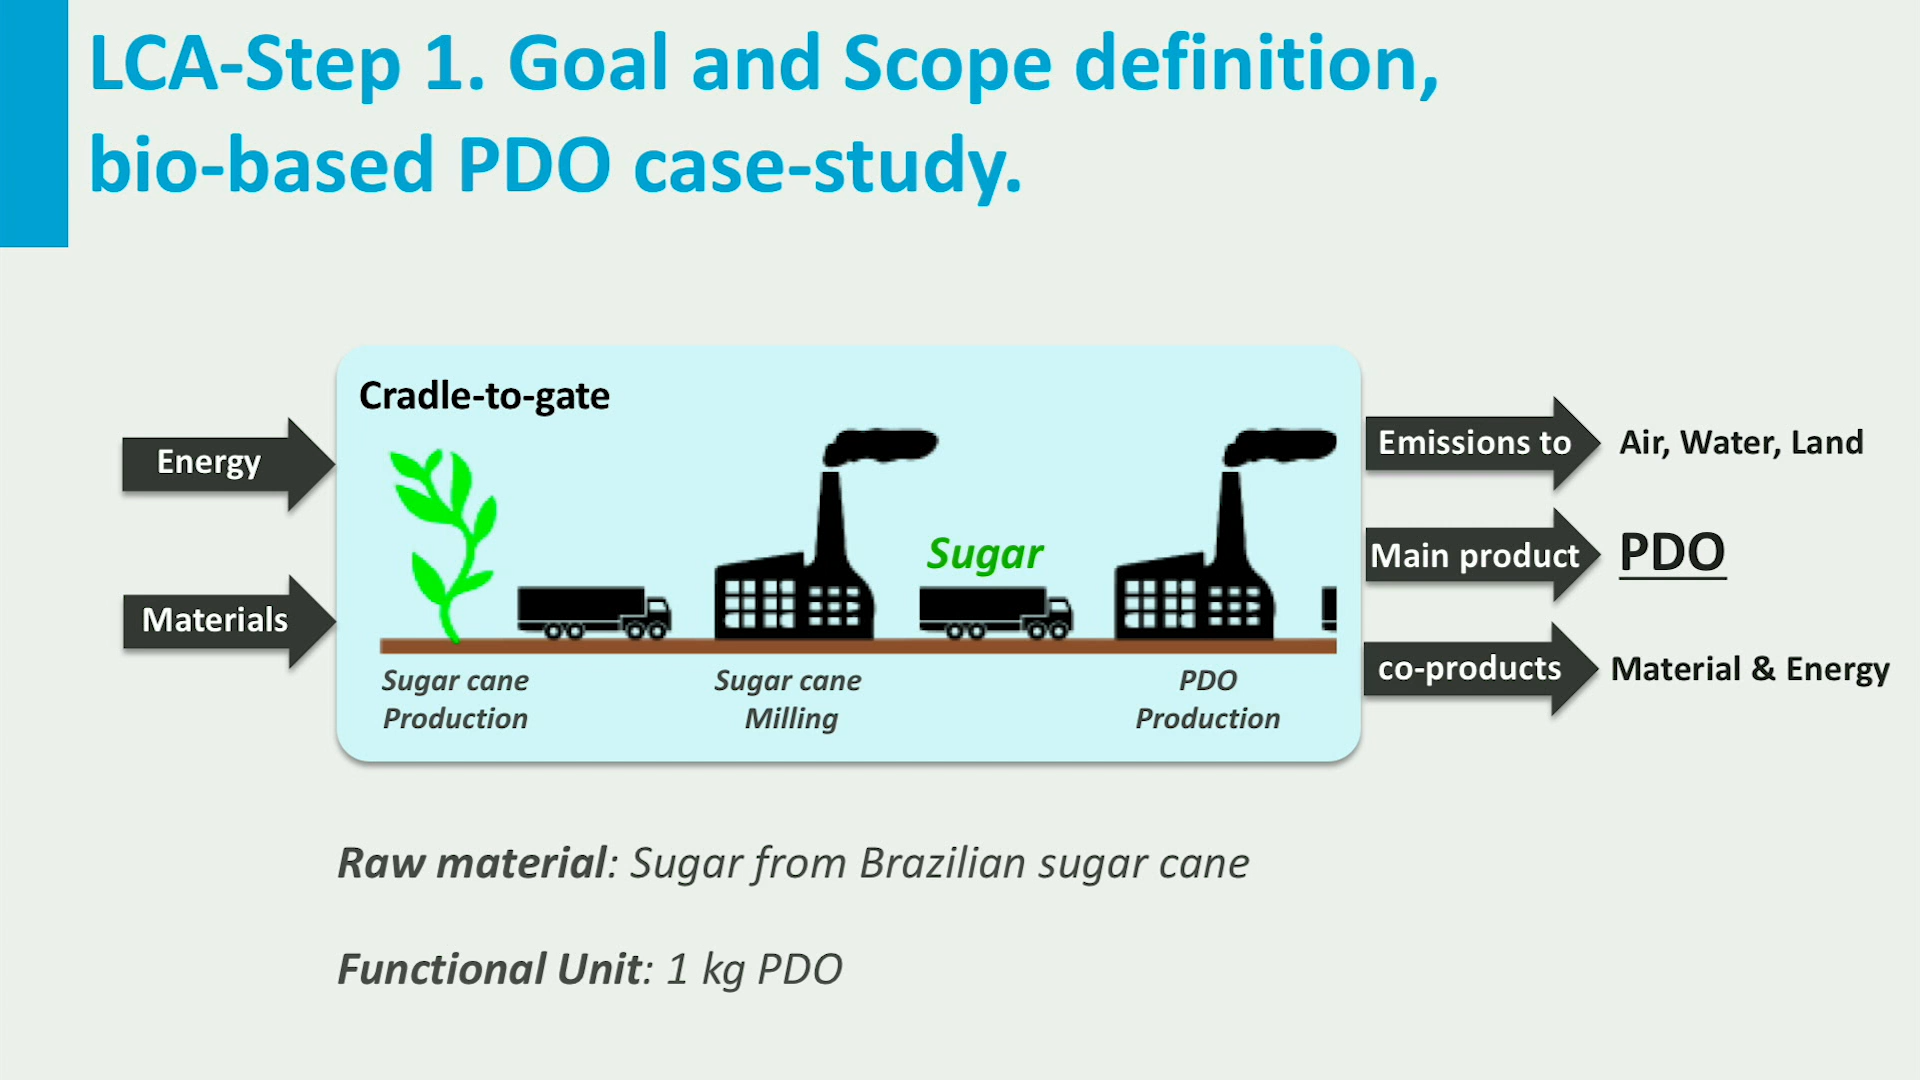 LCA-Step 1. Goal and Scope definition,
bio-based PDO case-study.
Cradle-to-gate
Energy
Materials
Sugar
Sugar cane
Production
Sugar cane
Milling
PDO
Production
Emissions to
Air, Water, Land
Main product
PDO
co-products
Material & Energy
Raw material: Sugar from Brazilian sugar cane
Functional Unit: 1 kg PDO